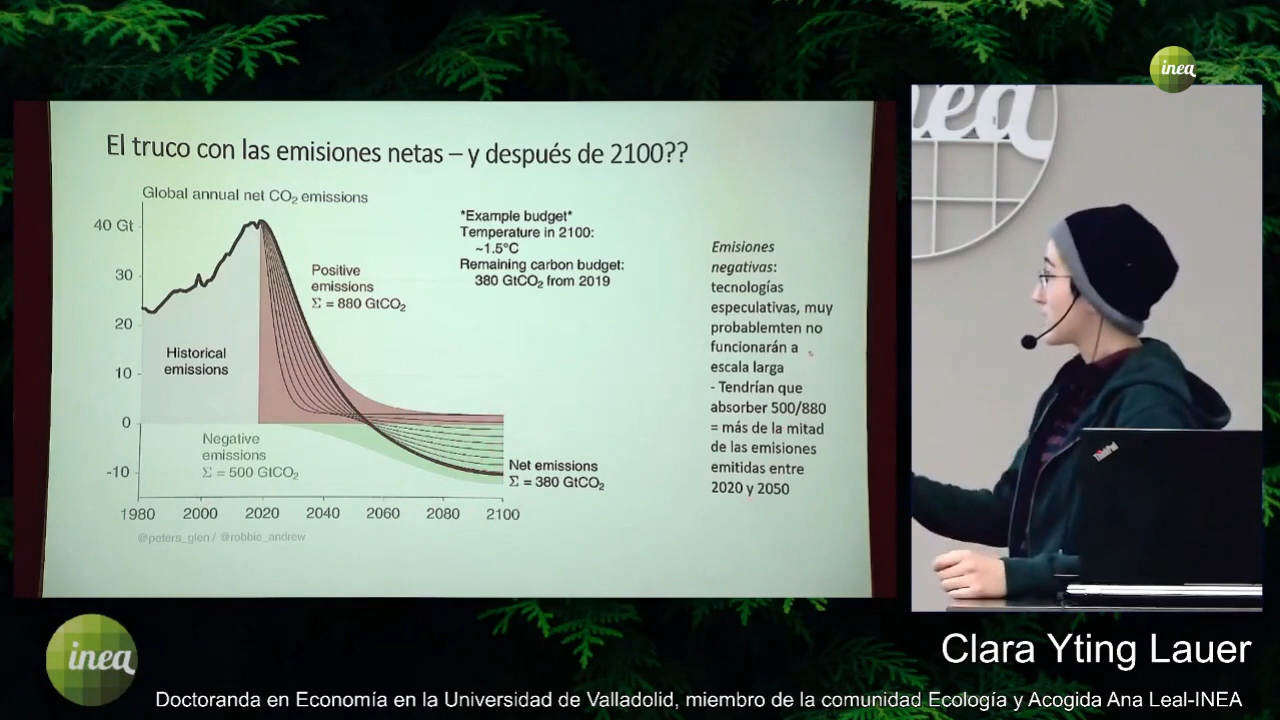 inea
nea
El truco con las emisiones netas – y después de 2100??
Global annual net CO₂ emissions
40 Gt
30
20
10
0
-10
1980 2000 2020 2040 2060 2080 2100
Historical
emissions
Positive
emissions
Σ = 880 GtCO₂
Negative
emissions
Σ = 500 GtCO₂
Net emissions
Σ = 380 GtCO₂
*Example budget*
Temperature in 2100:
~1.5°C
Remaining carbon budget:
380 GtCO₂ from 2019
Emisiones
negativas:
tecnologías
especulativas, muy
probablemten no
funcionarán a
escala larga
- Tendrían que
absorber 500/880
= más de la mitad
de las emisiones
emitidas entre
2020 y 2050
@peters_glen / @robbie_andrew
ThinkPad
inea
Clara Yting Lauer
Doctoranda en Economía en la Universidad de Valladolid, miembro de la comunidad Ecología y Acogida Ana Leal-INEA